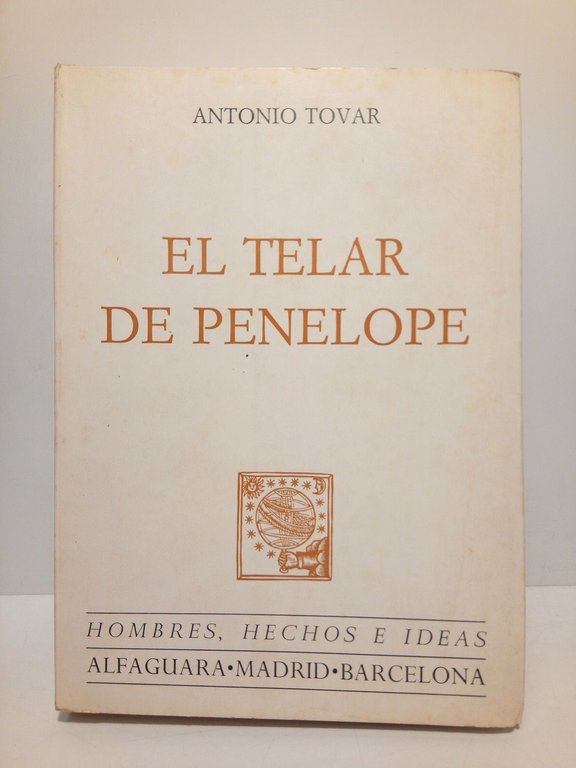 ANTONIO TOVAR
EL TELAR
DE PENELOPE
HOMBRES, HECHOS E IDEAS
ALFAGUARA•MADRID•BARCELONA